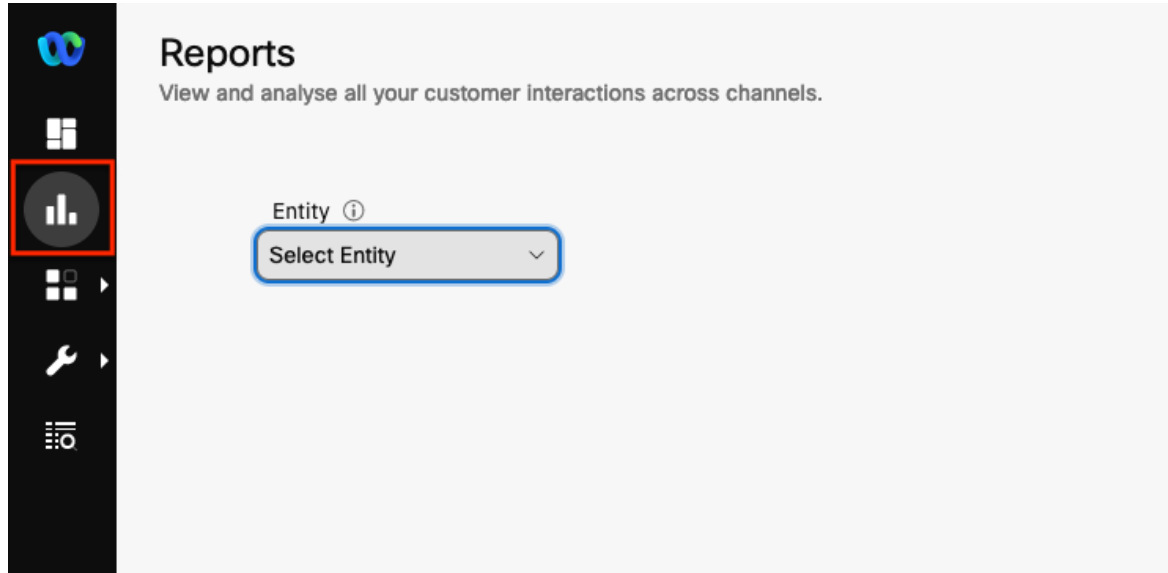 Reports
View and analyse all your customer interactions across channels.
Entity
Select Entity